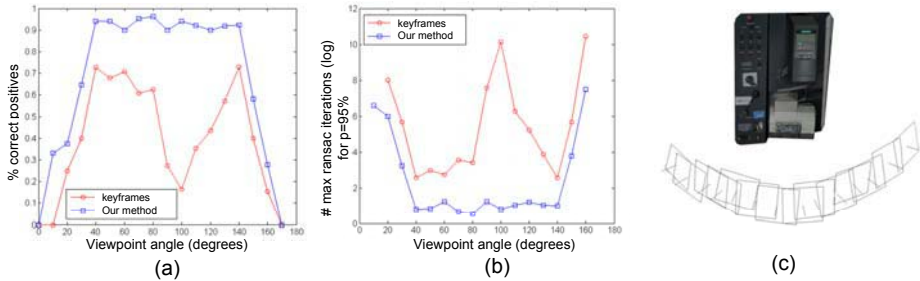 1
0.9
0.8
0.7
0.6
0.5
0.4
0.3
0.2
0.1
0
% correct positives
keyframes
Our method
0 20 40 60 80 100 120 140 160 180
Viewpoint angle (degrees)
(a)
12
10
8
6
4
2
0
# max ransac iterations (log)
for p=95%
keyframes
Our method
0 20 40 60 80 100 120 140 160 180
Viewpoint angle (degrees)
(b)
(c)